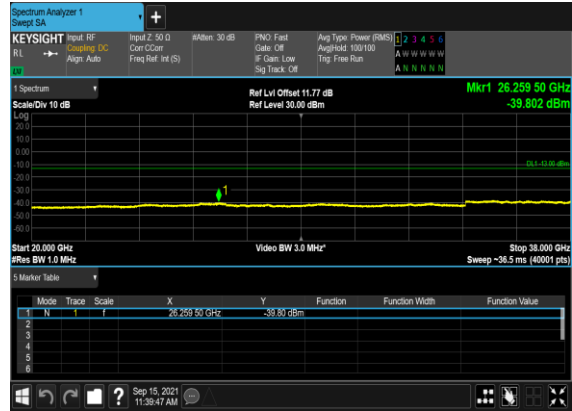 Spectrum Analyzer 1
Swept SA
+
KEYSIGHT Input: RF Input Z: 50 Ω #Atten: 30 dB PNO: Fast Avg Type: Power (RMS) 1 2 3 4 5 6
RL Coupling: DC Corr CCorr Gate: Off Avg|Hold: 100/100 A W W W W W
Align: Auto Freq Ref: Int (S) IF Gain: Low Trig: Free Run
Sig Track: Off A N N N N N
1 Spectrum Ref Lvl Offset 11.77 dB Mkr1 26.259 50 GHz
Scale/Div 10 dB Ref Level 30.00 dBm -39.802 dBm
Log
20.0
10.0
0.00
-10.0
DL1 -13.00 dBm
-20.0
-30.0
1
-40.0
-50.0
-60.0
Start 20.000 GHz Video BW 3.0 MHz* Stop 38.000 GHz
#Res BW 1.0 MHz Sweep ~36.5 ms (40001 pts)
5 Marker Table
Mode Trace Scale X Y Function Function Width Function Value
1 N 1 f 26.259 50 GHz -39.80 dBm
2
3
4
5
6
? Sep 15, 2021
11:39:47 AM